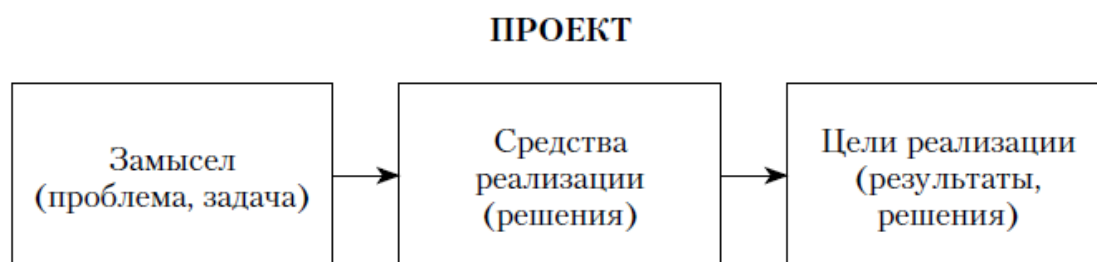 ПРОЕКТ
Замысел
(проблема, задача)
Средства
реализации
(решения)
Цели реализации
(результаты,
решения)